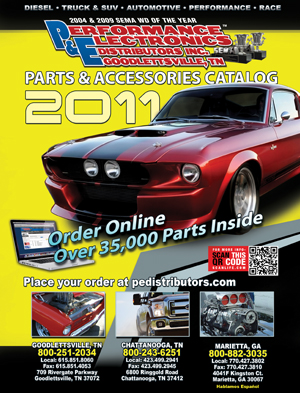 DIESEL • TRUCK & SUV • AUTOMOTIVE • PERFORMANCE • RACE
2004 & 2009 SEMA WD OF THE YEAR
P&E
PERFORMANCE
ELECTRONICS
DISTRIBUTORS INC.
GOODLETTSVILLE, TN
PARTS & ACCESSORIES CATALOG
2011
Order Online
Over 35,000 Parts Inside
FOR MORE INFO:
SCAN THIS
QR CODE
Place your order at pedistributors.com
GOODLETTSVILLE, TN
800-251-2034
Local: 615.851.8060
Fax: 615.851.4053
709 Rivergate Parkway
Goodlettsville, TN 37072
CHATTANOOGA, TN
800-243-6251
Local: 423.499.2941
Fax: 423.499.2945
6800 Ringgold Road
Chattanooga, TN 37412
MARIETTA, GA
800-882-3035
Local: 770.427.3802
Fax: 770.427.3810
4041F Kingston Ct.
Marietta, GA 30067
Hablamos Español